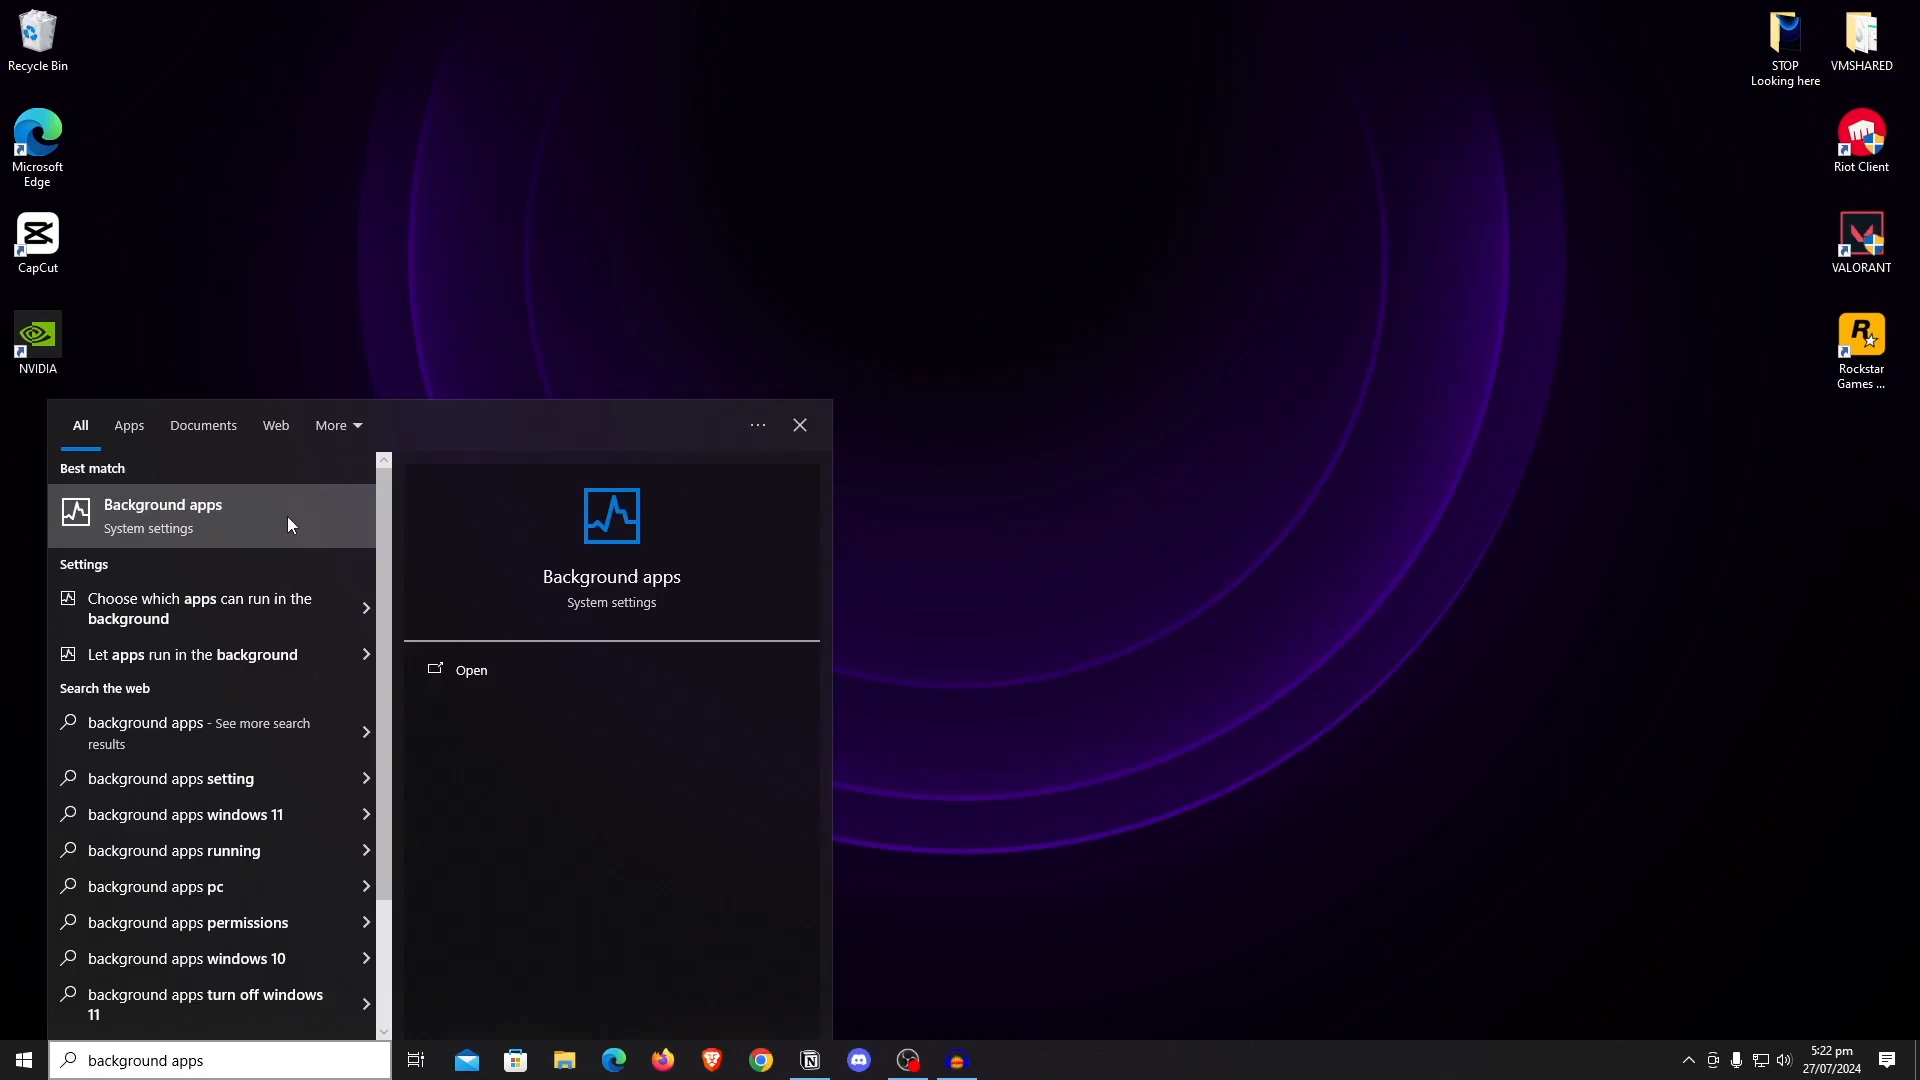 Recycle Bin
Microsoft
Edge
CapCut
NVIDIA
STOP
Looking here
VMSHARED
Riot Client
VALORANT
Rockstar
Games ...
All
Apps
Documents
Web
More
Best match
Background apps
System settings
Settings
Choose which apps can run in the
background
Let apps run in the background
Search the web
background apps - See more search
results
background apps setting
background apps windows 11
background apps running
background apps pc
background apps permissions
background apps windows 10
background apps turn off windows
11
Background apps
System settings
Open
background apps
5:22 pm
27/07/2024